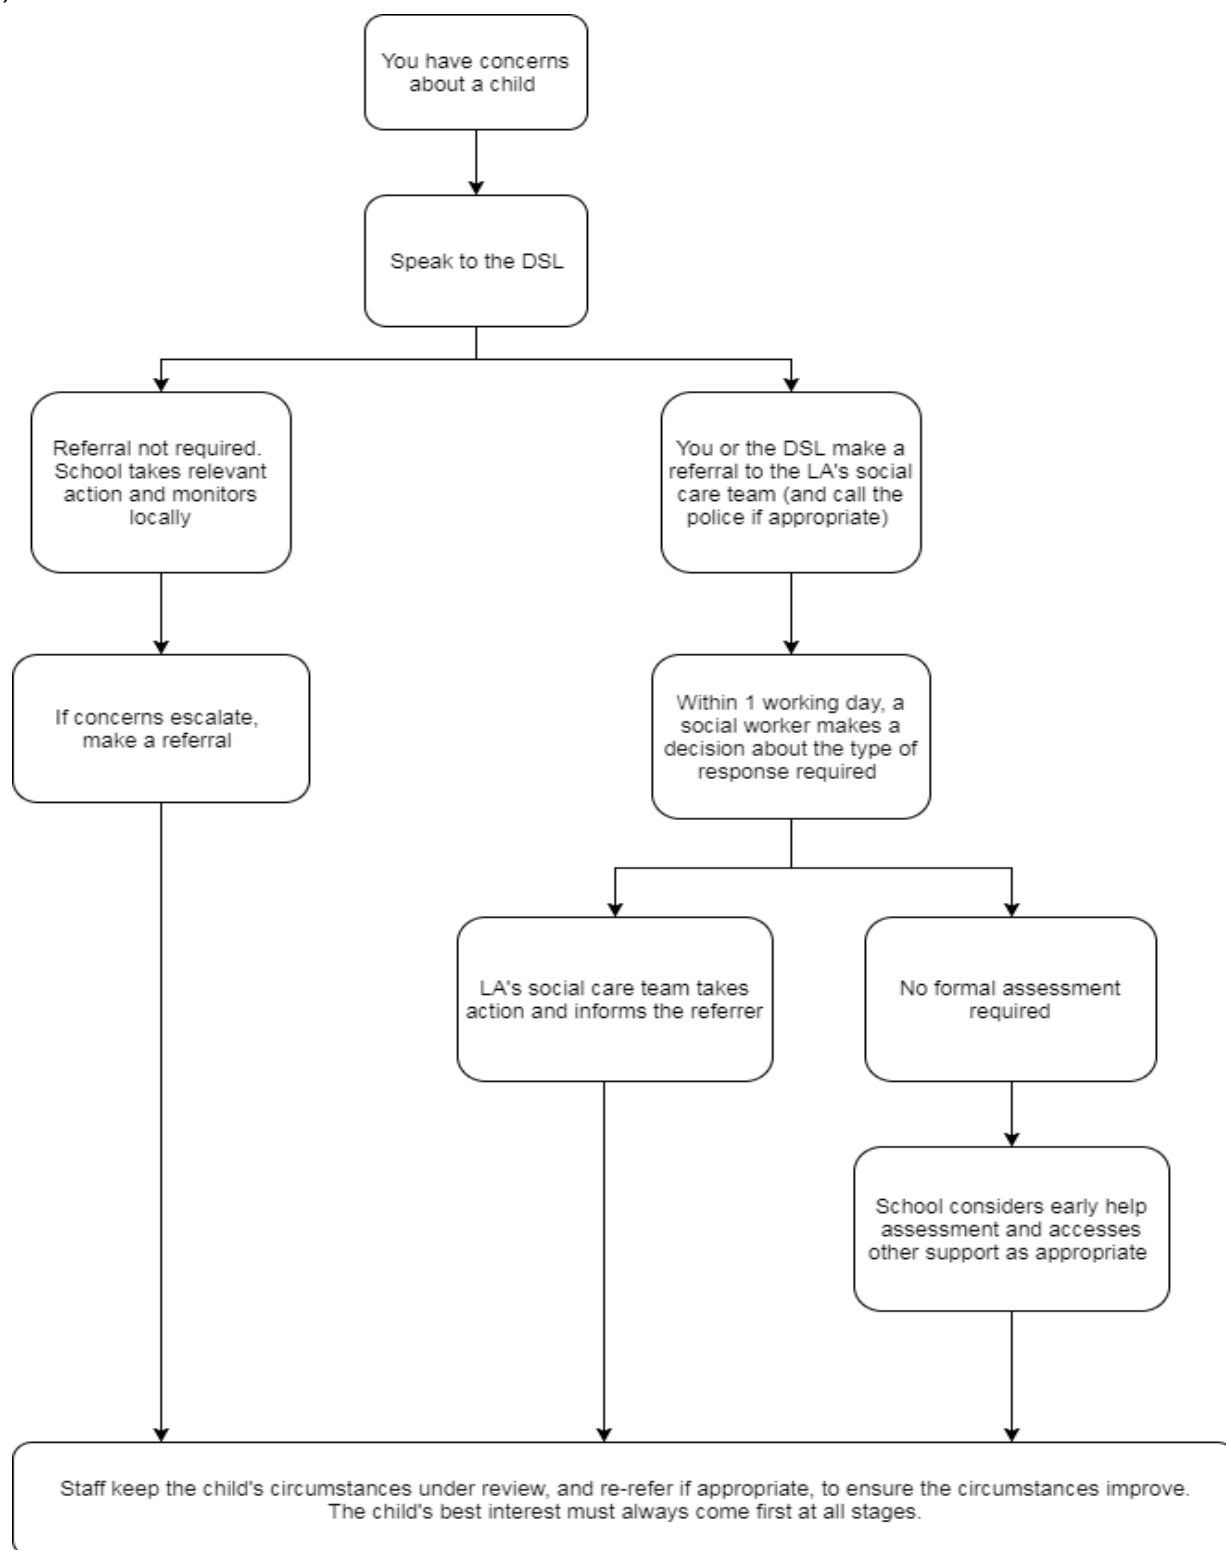 You have concerns
about a child
Speak to the DSL
Referral not required.
School takes relevant
action and monitors
locally
You or the DSL make a
referral to the LA's social
care team (and call the
police if appropriate)
If concerns escalate,
make a referral
Within 1 working day, a
social worker makes a
decision about the type of
response required
LA's social care team takes
action and informs the referrer
No formal assessment
required
School considers early help
assessment and accesses
other support as appropriate
Staff keep the child's circumstances under review, and re-refer if appropriate, to ensure the circumstances improve.
The child's best interest must always come first at all stages.